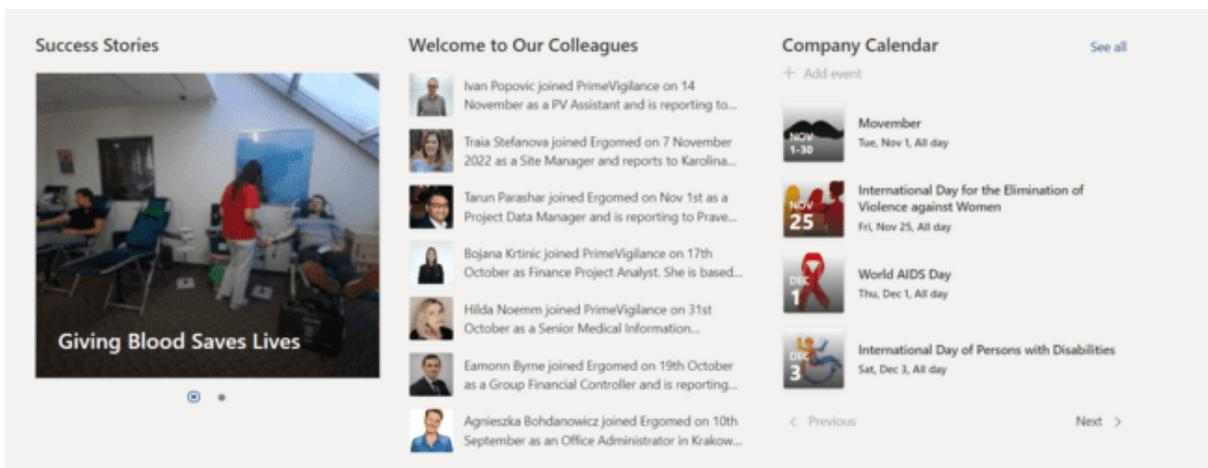 Success Stories
Giving Blood Saves Lives
Welcome to Our Colleagues
Ivan Popovic joined PrimeVigilance on 14
November as a PV Assistant and is reporting to...
Traia Stefanova joined Ergomed on 7 November
2022 as a Site Manager and reports to Karolina...
Tarun Parashar joined Ergomed on Nov 1st as a
Project Data Manager and is reporting to Prave...
Bojana Krtinic joined PrimeVigilance on 17th
October as Finance Project Analyst. She is based...
Hilda Noemm joined PrimeVigilance on 31st
October as a Senior Medical Information...
Eamonn Byrne joined Ergomed on 19th October
as a Group Financial Controller and is reporting...
Agnieszka Bohdanowicz joined Ergomed on 10th
September as an Office Administrator in Krakow...
Company Calendar
See all
+ Add event
NOV
1-30
Movember
Tue, Nov 1, All day
NOV
25
International Day for the Elimination of
Violence against Women
Fri, Nov 25, All day
DEC
1
World AIDS Day
Thu, Dec 1, All day
DEC
3
International Day of Persons with Disabilities
Sat, Dec 3, All day
< Previous
Next >